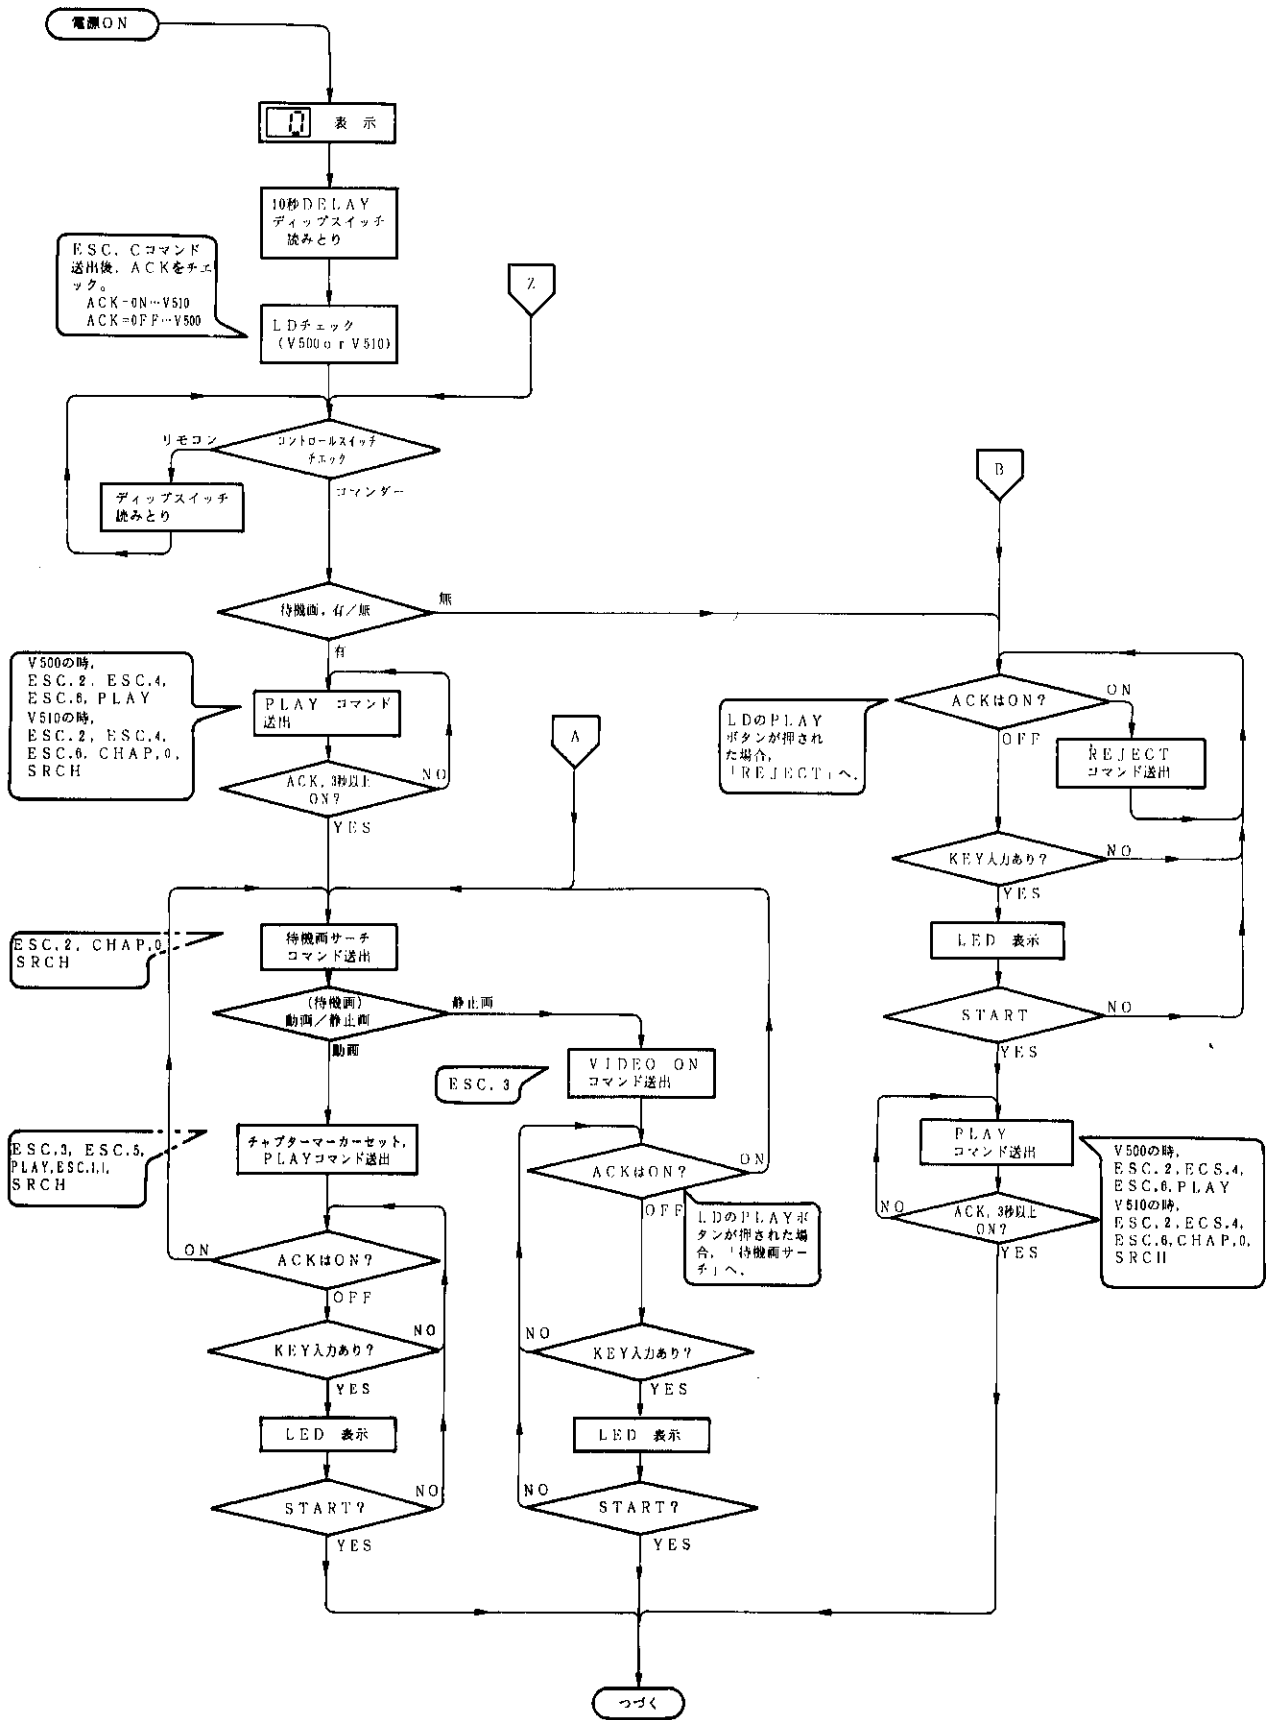 電源ON
0 表 示
10秒DELAY
ディップスイッチ
読みとり
ESC, Cコマンド
送出後, ACKをチェ
ック。
ACK=ON…V510
ACK=OFF…V500
LDチェック
(V500 or V510)
Z
コントロールスイッチ
チエック
リモコン
コマンダー
ディップスイッチ
読みとり
B
待機画, 有/無
無
有
V500の時,
ESC.2, ESC.4,
ESC.6, PLAY
V510の時,
ESC.2, ESC.4,
ESC.6, CHAP,0,
SRCH
PLAY コマンド
送出
ACK, 3秒以上
ON?
NO
YES
A
LDのPLAY
ボタンが押され
た場合,
「REJECT」へ.
ACKはON?
ON
OFF
REJECT
コマンド送出
KEY入力あり?
NO
YES
LED 表示
START
NO
YES
PLAY
コマンド送出
ACK, 3秒以上
ON?
NO
YES
V500の時,
ESC.2,ECS.4,
ESC.6,PLAY
V510の時,
ESC.2,ECS.4,
ESC.6,CHAP,0,
SRCH
ESC.2, CHAP,0
SRCH
待機画サーチ
コマンド送出
(待機画)
動画/静止画
静止画
動画
ESC.3
VIDEO ON
コマンド送出
ACKはON?
ON
OFF
LDのPLAYボ
タンが押された場
合, 「待機画サー
チ」へ.
KEY入力あり?
NO
YES
LED 表示
START?
NO
YES
ESC.3, ESC.5,
PLAY,ESC.1,1,
SRCH
チャプターマーカーセット,
PLAYコマンド送出
ACKはON?
ON
OFF
KEY入力あり?
NO
YES
LED 表示
START?
NO
YES
つづく